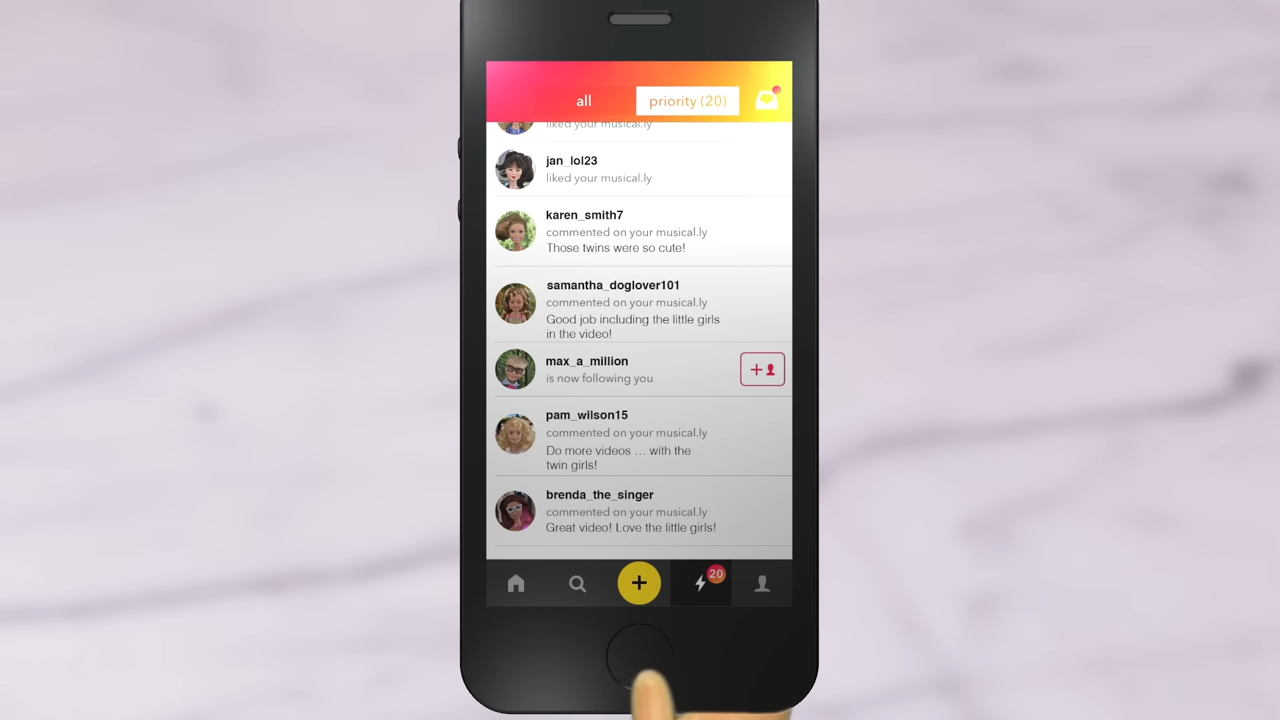 all
priority (20)
liked your musical.ly
jan_lol23
liked your musical.ly
karen_smith7
commented on your musical.ly
Those twins were so cute!
samantha_doglover101
commented on your musical.ly
Good job including the little girls
in the video!
max_a_million
is now following you
pam_wilson15
commented on your musical.ly
Do more videos ... with the
twin girls!
brenda_the_singer
commented on your musical.ly
Great video! Love the little girls!
20